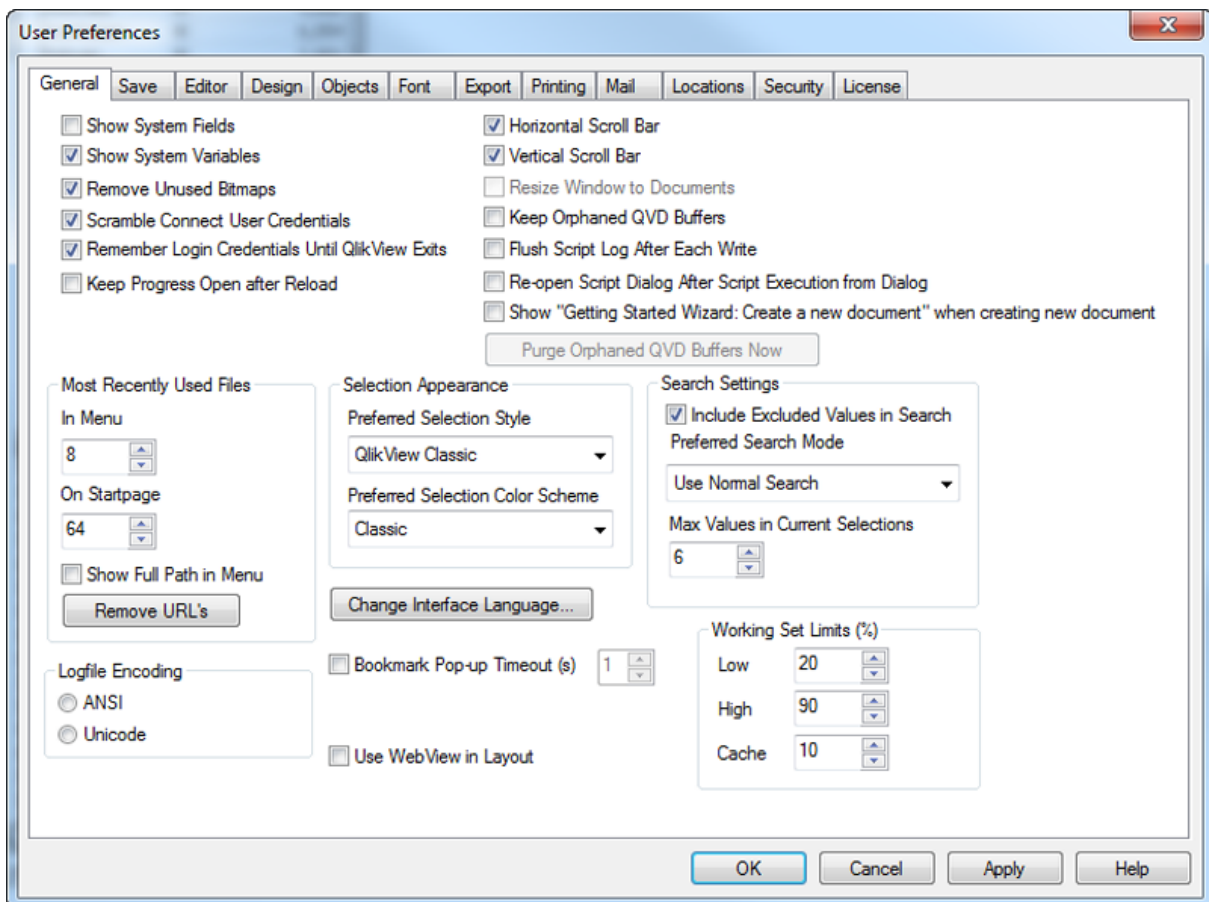 User Preferences
General Save Editor Design Objects Font Export Printing Mail Locations Security License
Show System Fields
Show System Variables
Remove Unused Bitmaps
Scramble Connect User Credentials
Remember Login Credentials Until QlikView Exits
Keep Progress Open after Reload
Horizontal Scroll Bar
Vertical Scroll Bar
Resize Window to Documents
Keep Orphaned QVD Buffers
Flush Script Log After Each Write
Re-open Script Dialog After Script Execution from Dialog
Show "Getting Started Wizard: Create a new document" when creating new document
Purge Orphaned QVD Buffers Now
Most Recently Used Files
In Menu
8
On Startpage
64
Show Full Path in Menu
Remove URL's
Selection Appearance
Preferred Selection Style
QlikView Classic
Preferred Selection Color Scheme
Classic
Change Interface Language...
Search Settings
Include Excluded Values in Search
Preferred Search Mode
Use Normal Search
Max Values in Current Selections
6
Logfile Encoding
ANSI
Unicode
Bookmark Pop-up Timeout (s) 1
Use WebView in Layout
Working Set Limits (%)
Low 20
High 90
Cache 10
OK Cancel Apply Help